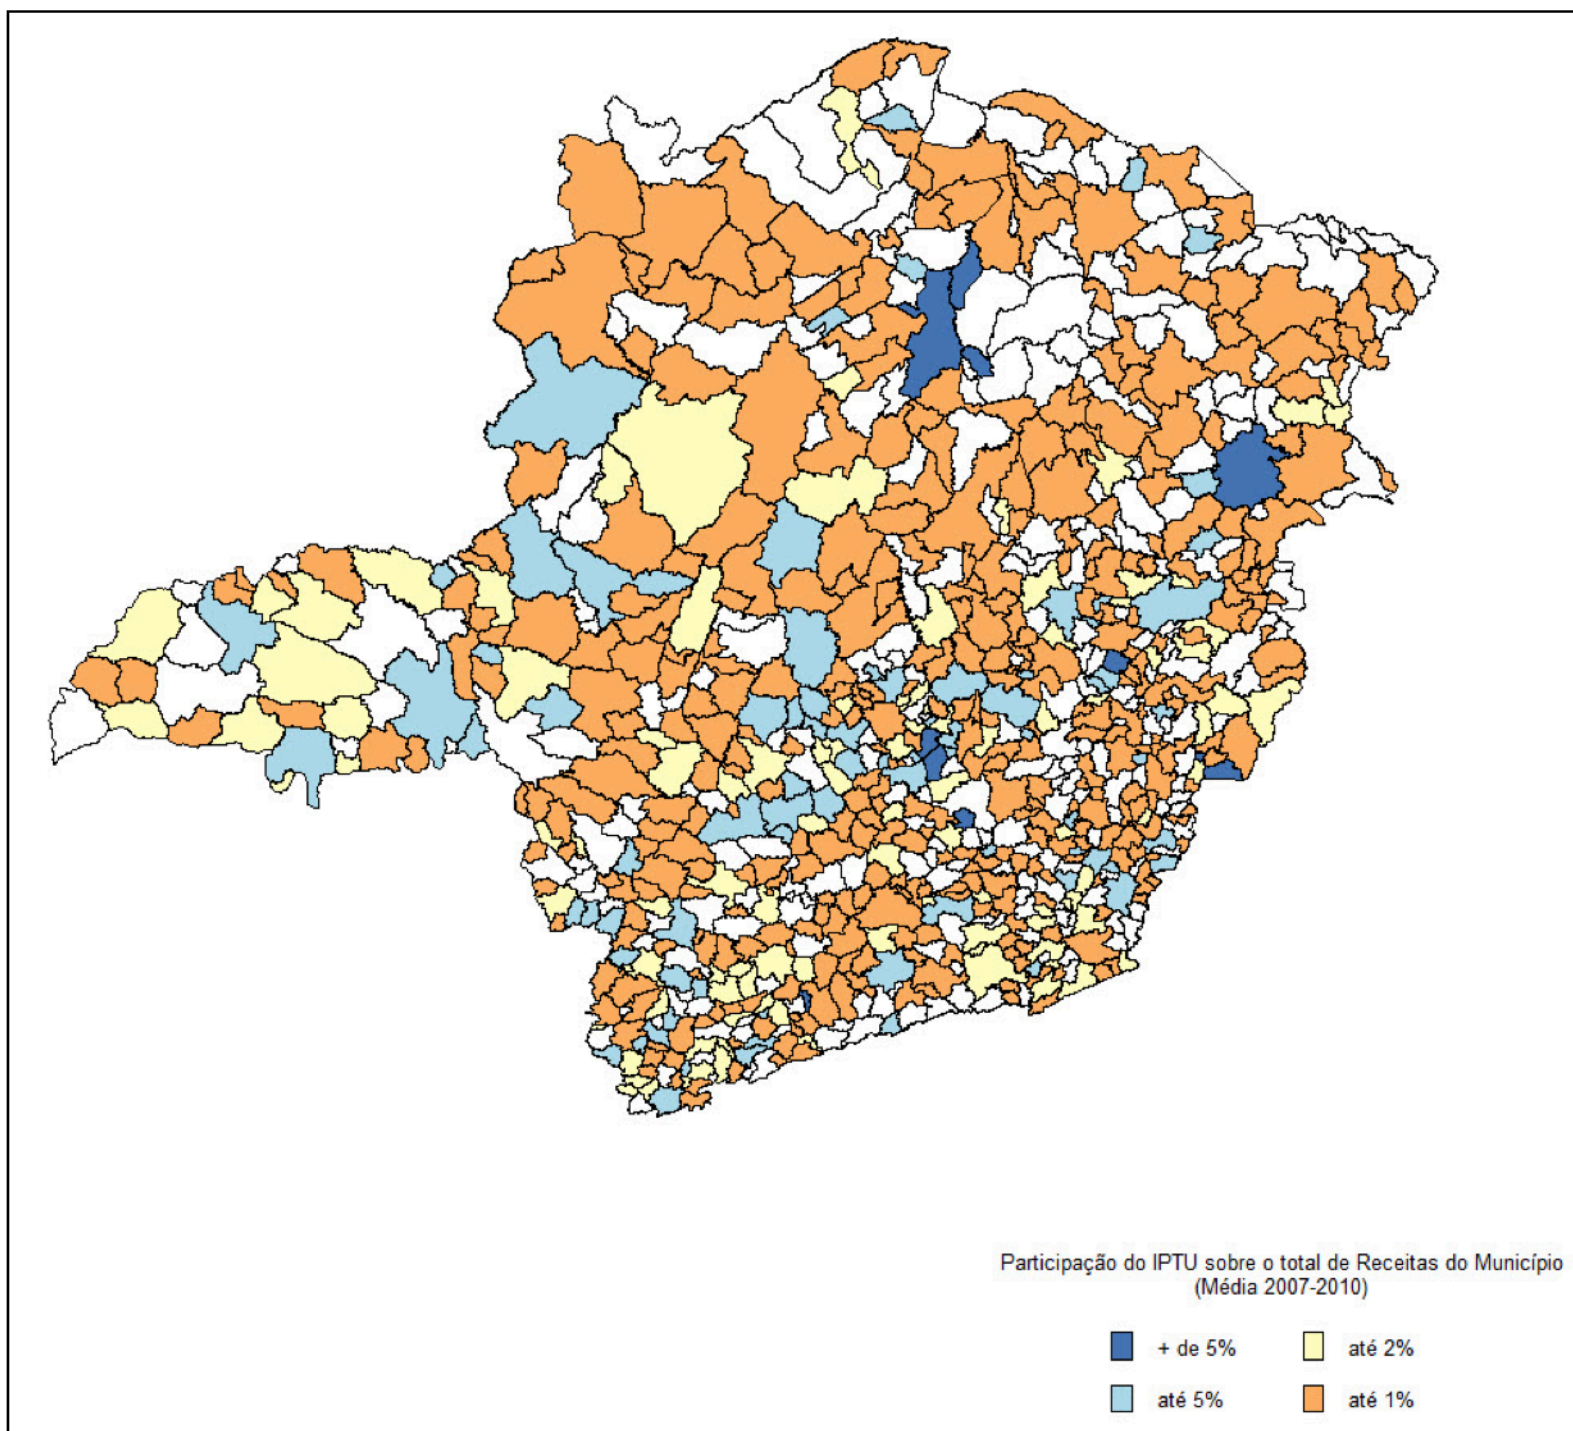 Participação do IPTU sobre o total de Receitas do Município
(Média 2007-2010)
+ de 5%
até 2%
até 5%
até 1%